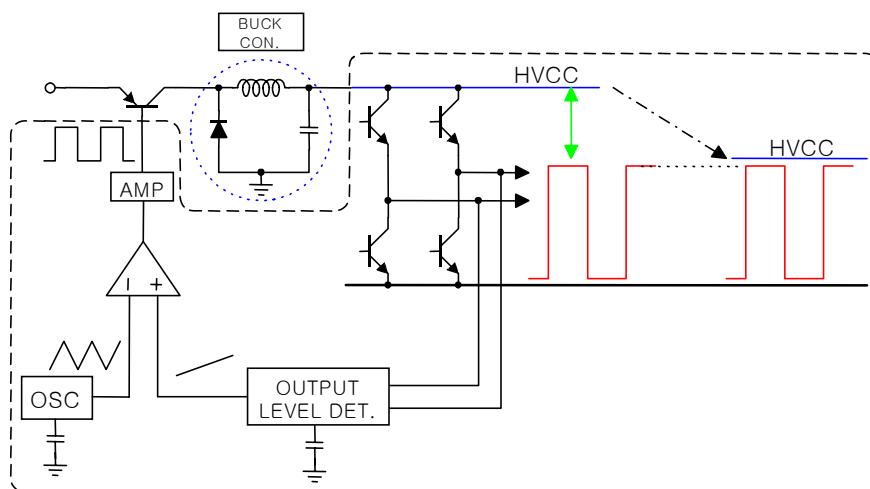 BUCK
CON.
HVCC
HVCC
AMP
OSC
OUTPUT
LEVEL DET.